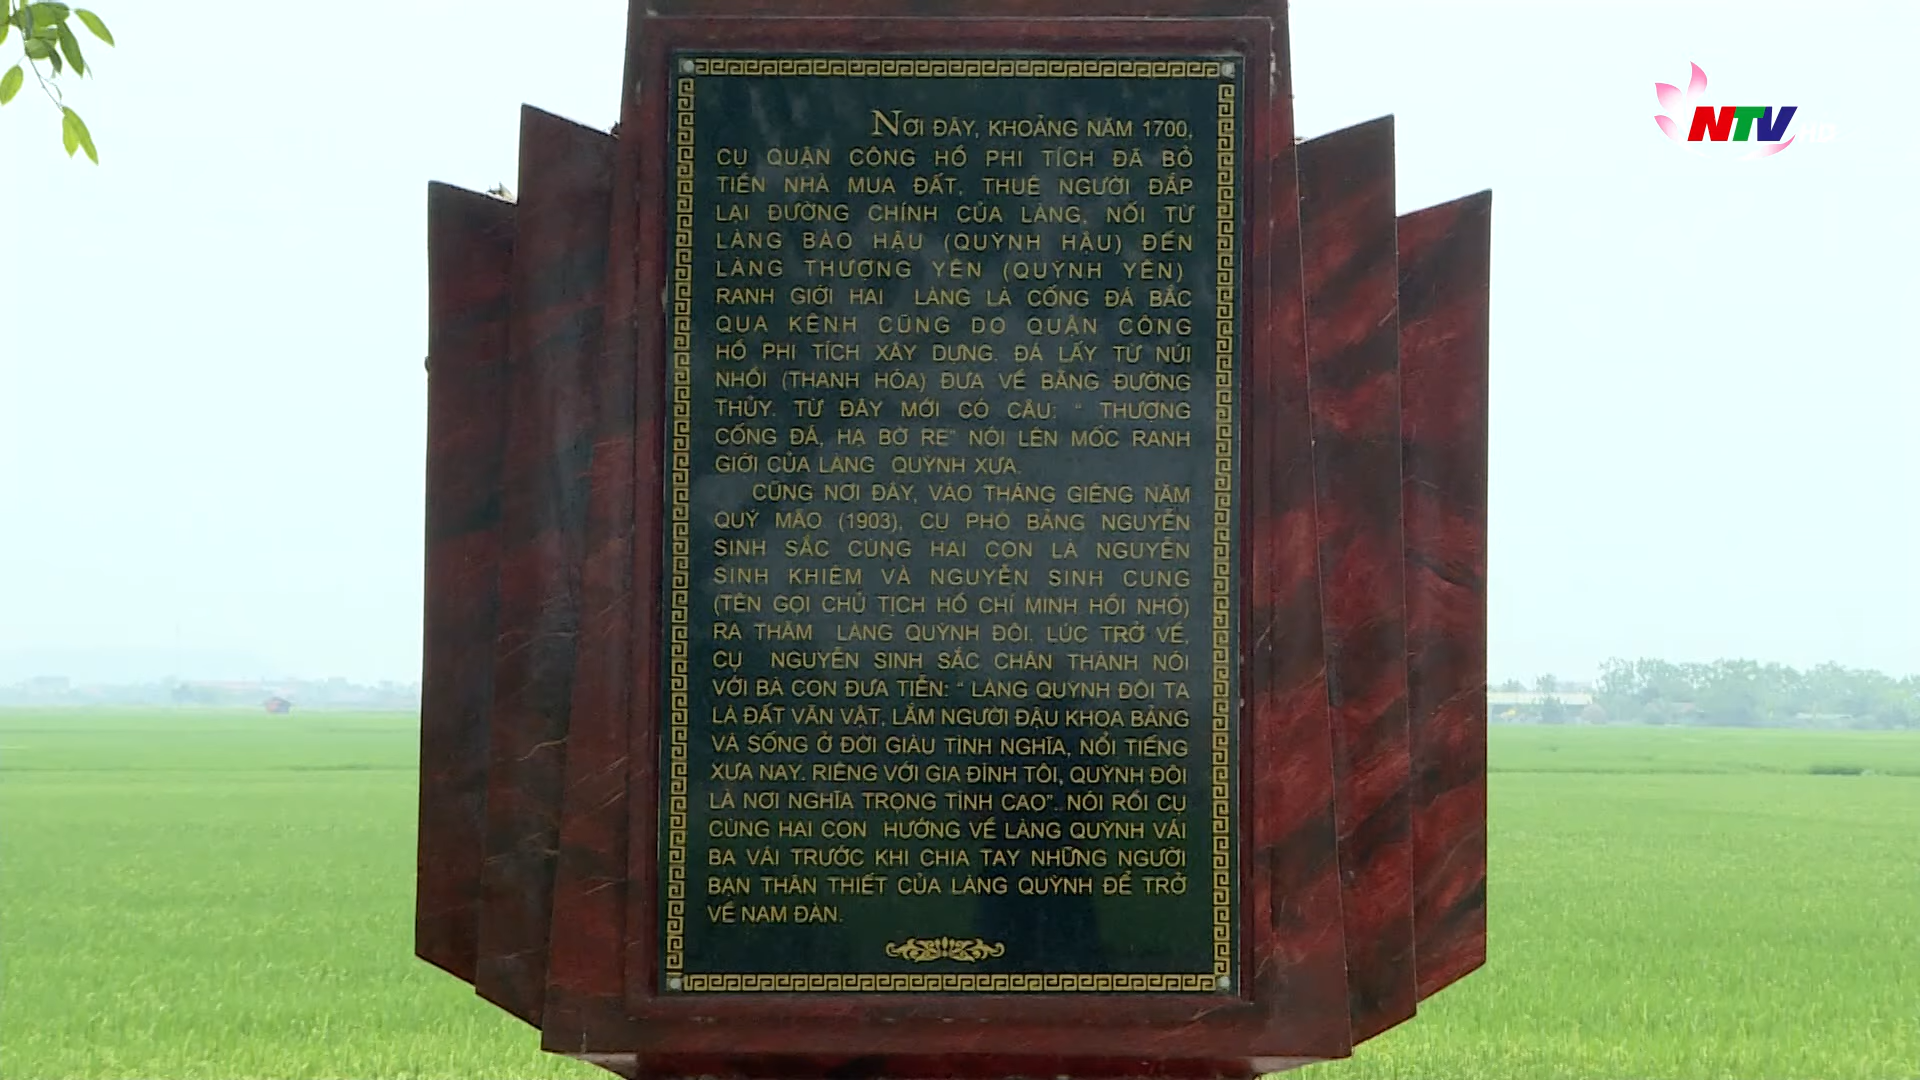 NƠI ĐÂY, KHOẢNG NĂM 1700,
CỤ QUẬN CÔNG HỒ PHI TÍCH ĐÃ BỎ
TIỀN NHÀ MUA ĐẤT, THUÊ NGƯỜI ĐẮP
LẠI ĐƯỜNG CHÍNH CỦA LÀNG, NỐI TỪ
LÀNG BÀO HẬU (QUỲNH HẬU) ĐẾN
LÀNG THƯỢNG YÊN (QUỲNH YÊN)
RANH GIỚI HAI LÀNG LÀ CỐNG ĐÁ BẮC
QUA KÊNH CŨNG DO QUẬN CÔNG
HỒ PHI TÍCH XÂY DỰNG. ĐÁ LẤY TỪ NÚI
NHỒI (THANH HÓA) ĐƯA VỀ BẰNG ĐƯỜNG
THỦY. TỪ ĐÂY MỚI CÓ CÂU: " THƯỢNG
CỐNG ĐÁ, HẠ BỜ RE" NÓI LÊN MỐC RANH
GIỚI CỦA LÀNG QUỲNH XƯA.
CŨNG NƠI ĐÂY, VÀO THÁNG GIÊNG NĂM
QUÝ MÃO (1903), CỤ PHÓ BẢNG NGUYỄN
SINH SẮC CÙNG HAI CON LÀ NGUYỄN
SINH KHIÊM VÀ NGUYỄN SINH CUNG
(TÊN GỌI CHỦ TỊCH HỒ CHÍ MINH HỒI NHỎ)
RA THĂM LÀNG QUỲNH ĐÔI. LÚC TRỞ VỀ,
CỤ NGUYỄN SINH SẮC CHÂN THÀNH NÓI
VỚI BÀ CON ĐƯA TIỄN: " LÀNG QUỲNH ĐÔI TA
LÀ ĐẤT VĂN VẬT, LẮM NGƯỜI ĐẬU KHOA BẢNG
VÀ SỐNG Ở ĐỜI GIÀU TÌNH NGHĨA, NỔI TIẾNG
XƯA NAY. RIÊNG VỚI GIA ĐÌNH TÔI, QUỲNH ĐÔI
LÀ NƠI NGHĨA TRỌNG TÌNH CAO". NÓI RỒI CỤ
CÙNG HAI CON HƯỚNG VỀ LÀNG QUỲNH VÁI
BA VÁI TRƯỚC KHI CHIA TAY NHỮNG NGƯỜI
BẠN THÂN THIẾT CỦA LÀNG QUỲNH ĐỂ TRỞ
VỀ NAM ĐÀN.
NTV HD